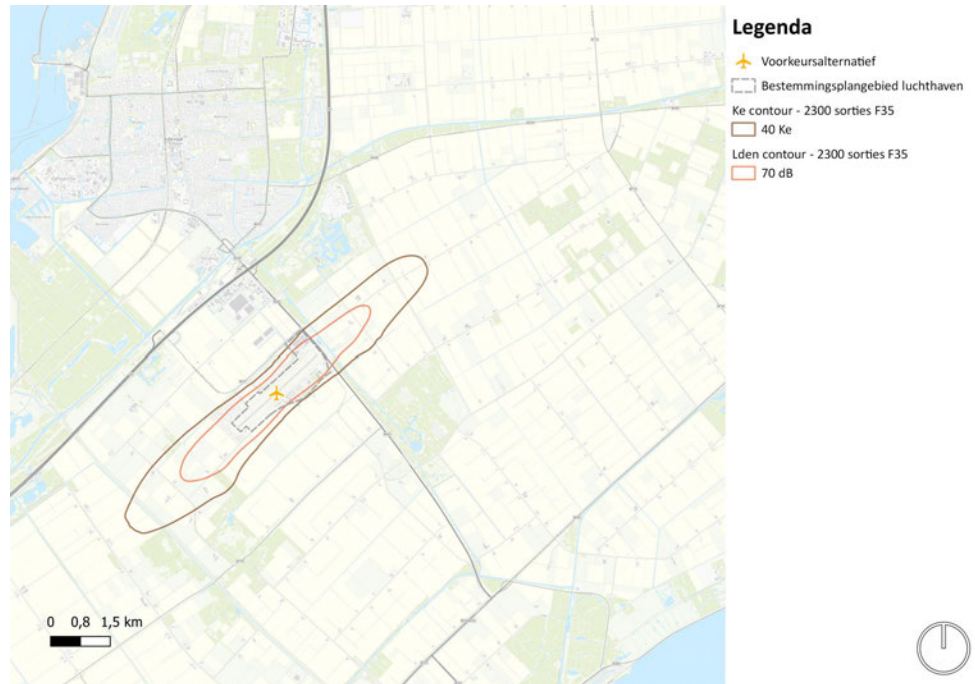 Legenda
Voorkeursalternatief
Bestemmingsplangebied luchthaven
Ke contour - 2300 sorties F35
40 Ke
Lden contour - 2300 sorties F35
70 dB
0 0,8 1,5 km